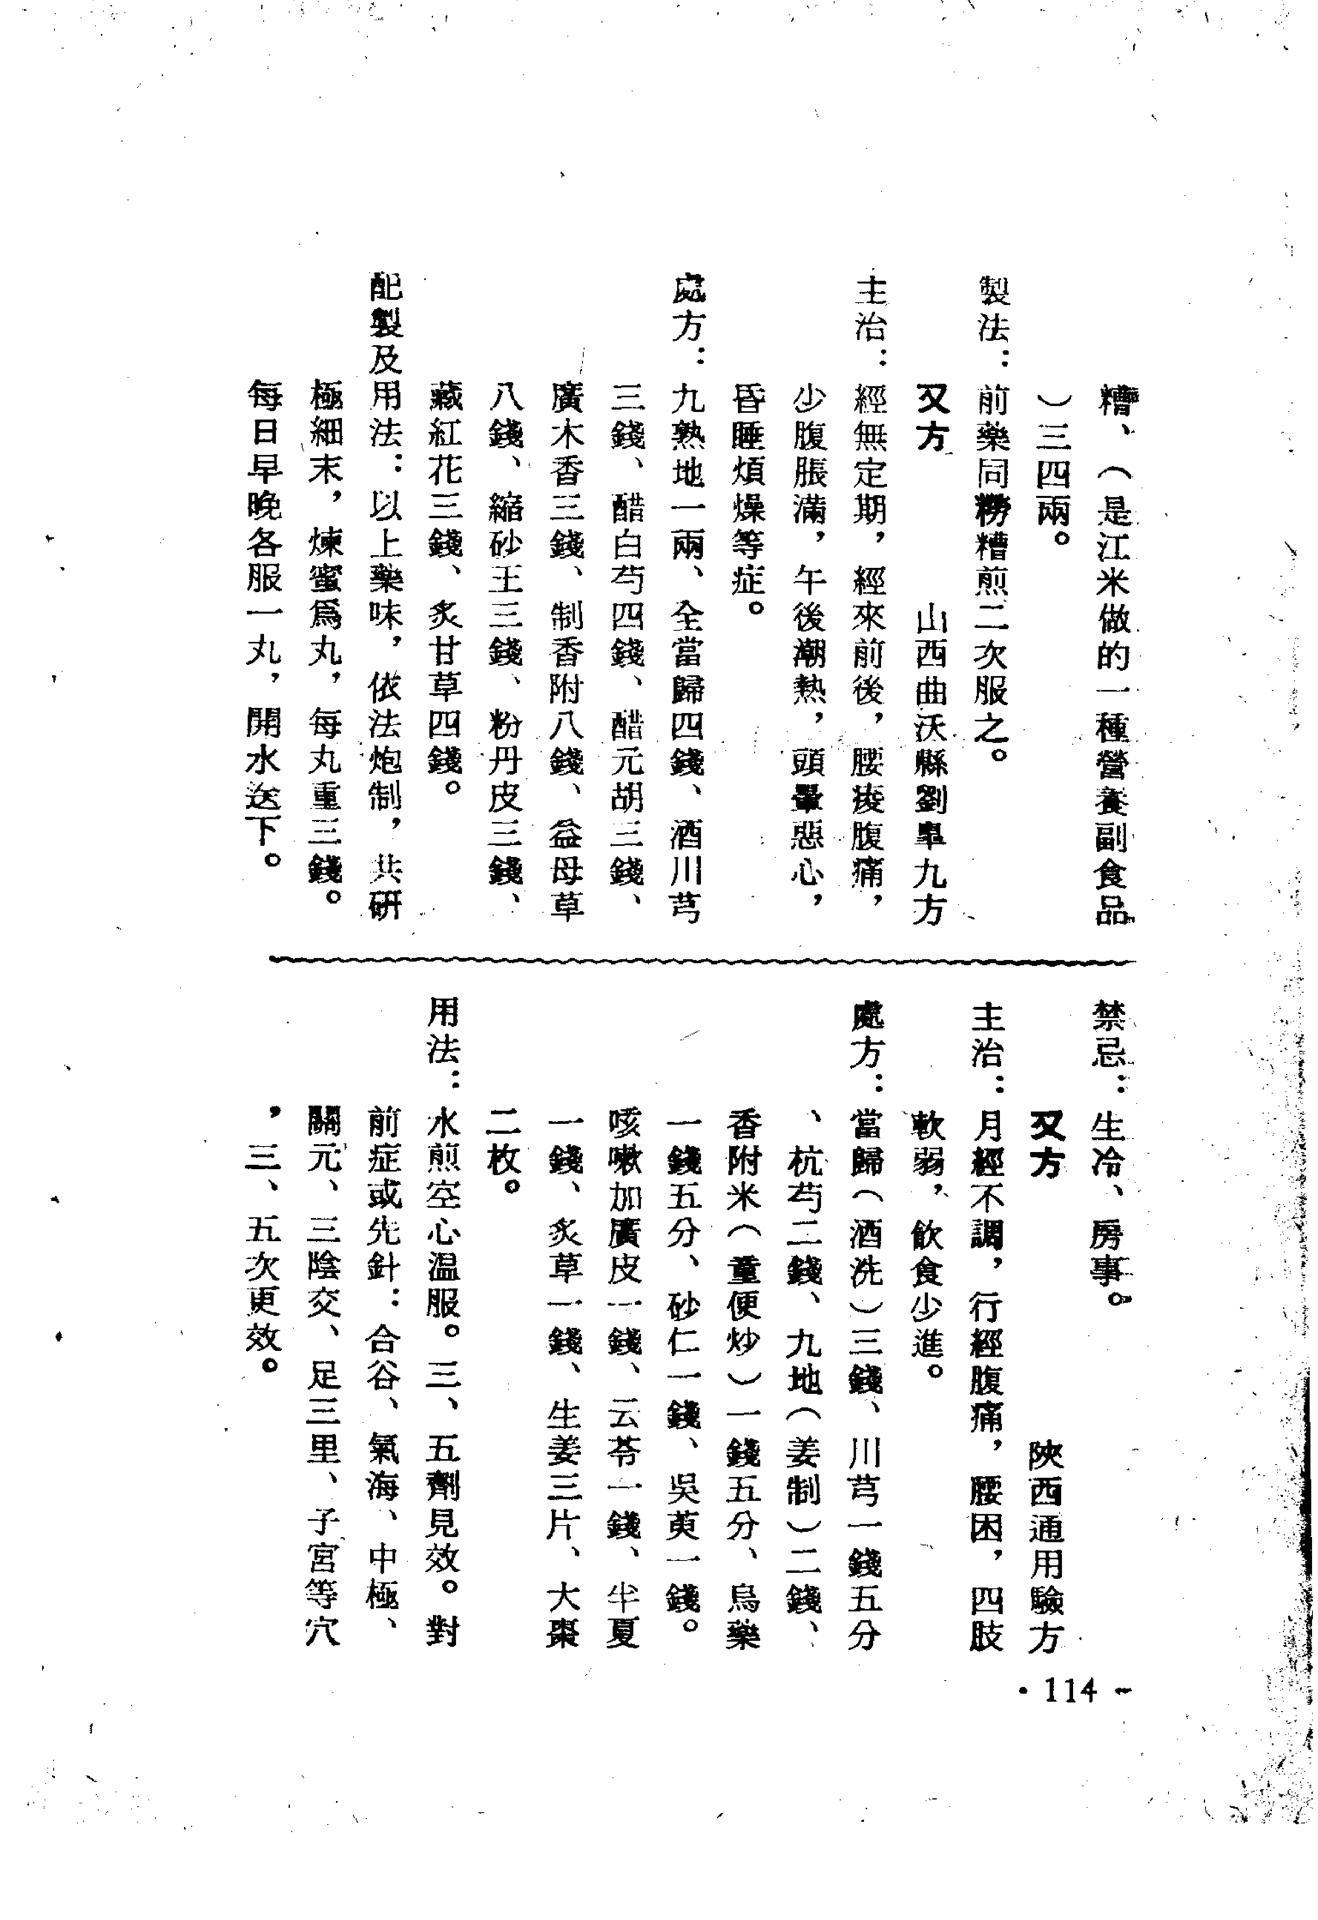 糟、（是江米做的一種營養副食品
）三四兩。
製法：前藥同糟煎二次服之。
又方　山西曲沃縣劉阜九方
主治：經無定期，經來前後，腰痠腹痛，
少腹脹滿，午後潮熱，頭暈惡心，
昏睡煩燥等症。
處方：九熟地一兩、全當歸四錢、酒川芎
三錢、醋白芍四錢、醋元胡三錢、
廣木香三錢、制香附八錢、益母草
八錢、縮砂王三錢、粉丹皮三錢、
藏紅花三錢、炙甘草四錢。
配製及用法：以上藥味，依法炮制，共研
極細末，煉蜜爲丸，每丸重三錢。
每日早晚各服一丸，開水送下。
禁忌：生冷、房事。
又方　陝西通用驗方
主治：月經不調，行經腹痛，腰困，四肢
軟弱，飲食少進。
處方：當歸（酒洗）三錢、川芎一錢五分
、杭芍二錢、九地（姜制）二錢、
香附米（童便炒）一錢五分、烏藥
一錢五分、砂仁一錢、吳萸一錢。
咳嗽加廣皮一錢、云苓一錢、半夏
一錢、炙草一錢、生姜三片、大棗
二枚。
用法：水煎空心温服。三、五劑見效。對
前症或先針：合谷、氣海、中極、
關元、三陰交、足三里、子宮等穴
，三、五次更效。
·114-